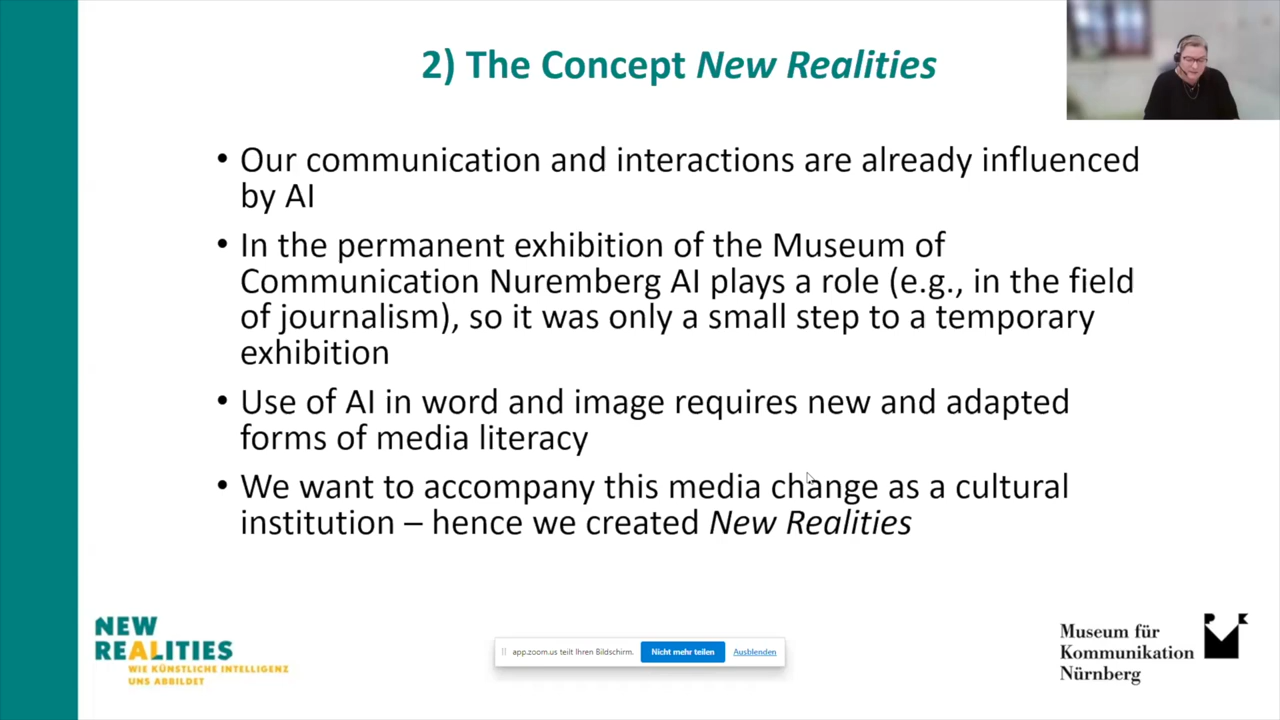 2) The Concept New Realities
• Our communication and interactions are already influenced
by AI
• In the permanent exhibition of the Museum of
Communication Nuremberg AI plays a role (e.g., in the field
of journalism), so it was only a small step to a temporary
exhibition
• Use of AI in word and image requires new and adapted
forms of media literacy
• We want to accompany this media change as a cultural
institution – hence we created New Realities
NEW
REALITIES
WIE KÜNSTLICHE INTELLIGENZ
UNS ABBILDET
app.zoom.us teilt Ihren Bildschirm. Nicht mehr teilen Ausblenden
Museum für
Kommunikation
Nürnberg